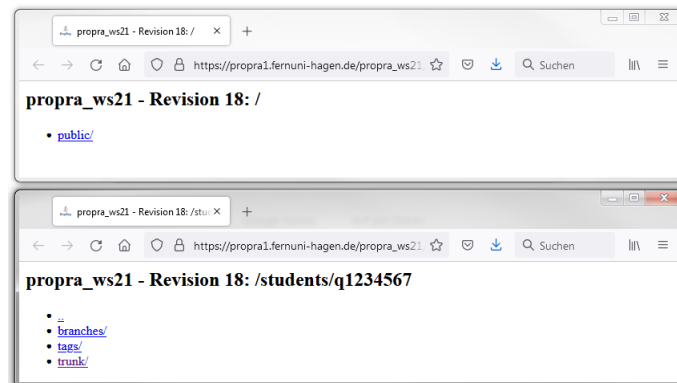 propra_ws21 - Revision 18: /
https://propra1.fernuni-hagen.de/propra_ws21
Suchen
propra_ws21 - Revision 18: /
public/
propra_ws21 - Revision 18: /stu
https://propra1.fernuni-hagen.de/propra_ws21
Suchen
propra_ws21 - Revision 18: /students/q1234567
..
branches/
tags/
trunk/